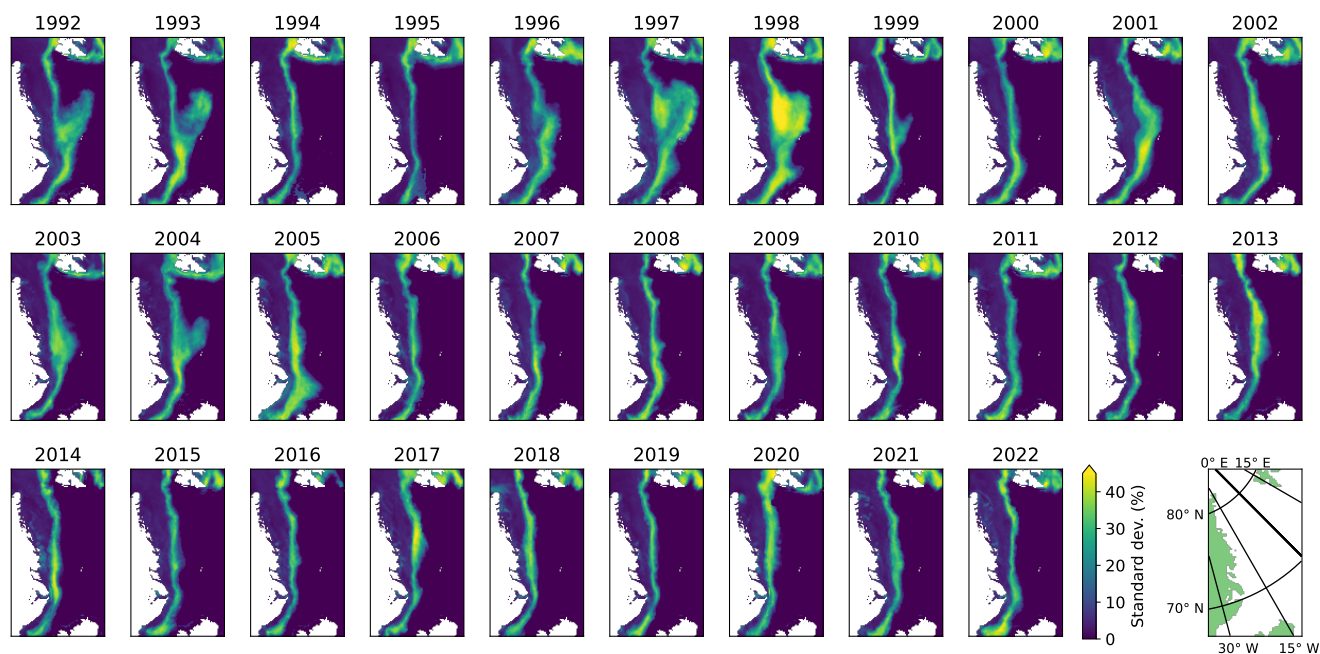 1992 1993 1994 1995 1996 1997 1998 1999 2000 2001 2002
2003 2004 2005 2006 2007 2008 2009 2010 2011 2012 2013
2014 2015 2016 2017 2018 2019 2020 2021 2022
0
10
20
30
40
Standard dev. (%)
0° E 15° E
80° N
70° N
30° W 15° W